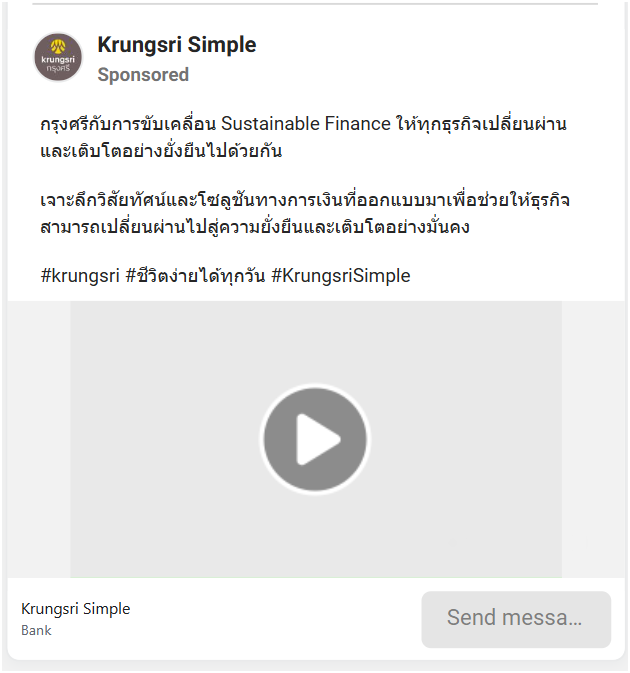 krungsri
กรุงศรี
Krungsri Simple
Sponsored
กรุงศรีกับการขับเคลื่อน Sustainable Finance ให้ทุกธุรกิจเปลี่ยนผ่าน
และเติบโตอย่างยั่งยืนไปด้วยกัน
เจาะลึกวิสัยทัศน์และโซลูชันทางการเงินที่ออกแบบมาเพื่อช่วยให้ธุรกิจ
สามารถเปลี่ยนผ่านไปสู่ความยั่งยืนและเติบโตอย่างมั่นคง
#krungsri #ชีวิตง่ายได้ทุกวัน #KrungsriSimple
Krungsri Simple
Bank
Send messa...